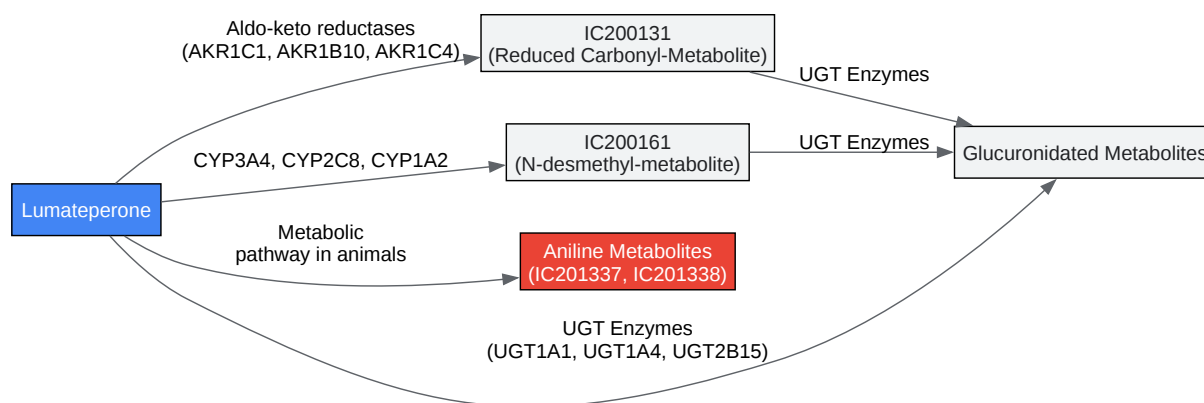 Aldo-keto reductases
(AKR1C1, AKR1B10, AKR1C4)
IC200131
(Reduced Carbonyl-Metabolite)
UGT Enzymes
CYP3A4, CYP2C8, CYP1A2
IC200161
(N-desmethyl-metabolite)
UGT Enzymes
Glucuronidated Metabolites
Lumateperone
Metabolic
pathway in animals
Aniline Metabolites
(IC201337, IC201338)
UGT Enzymes
(UGT1A1, UGT1A4, UGT2B15)